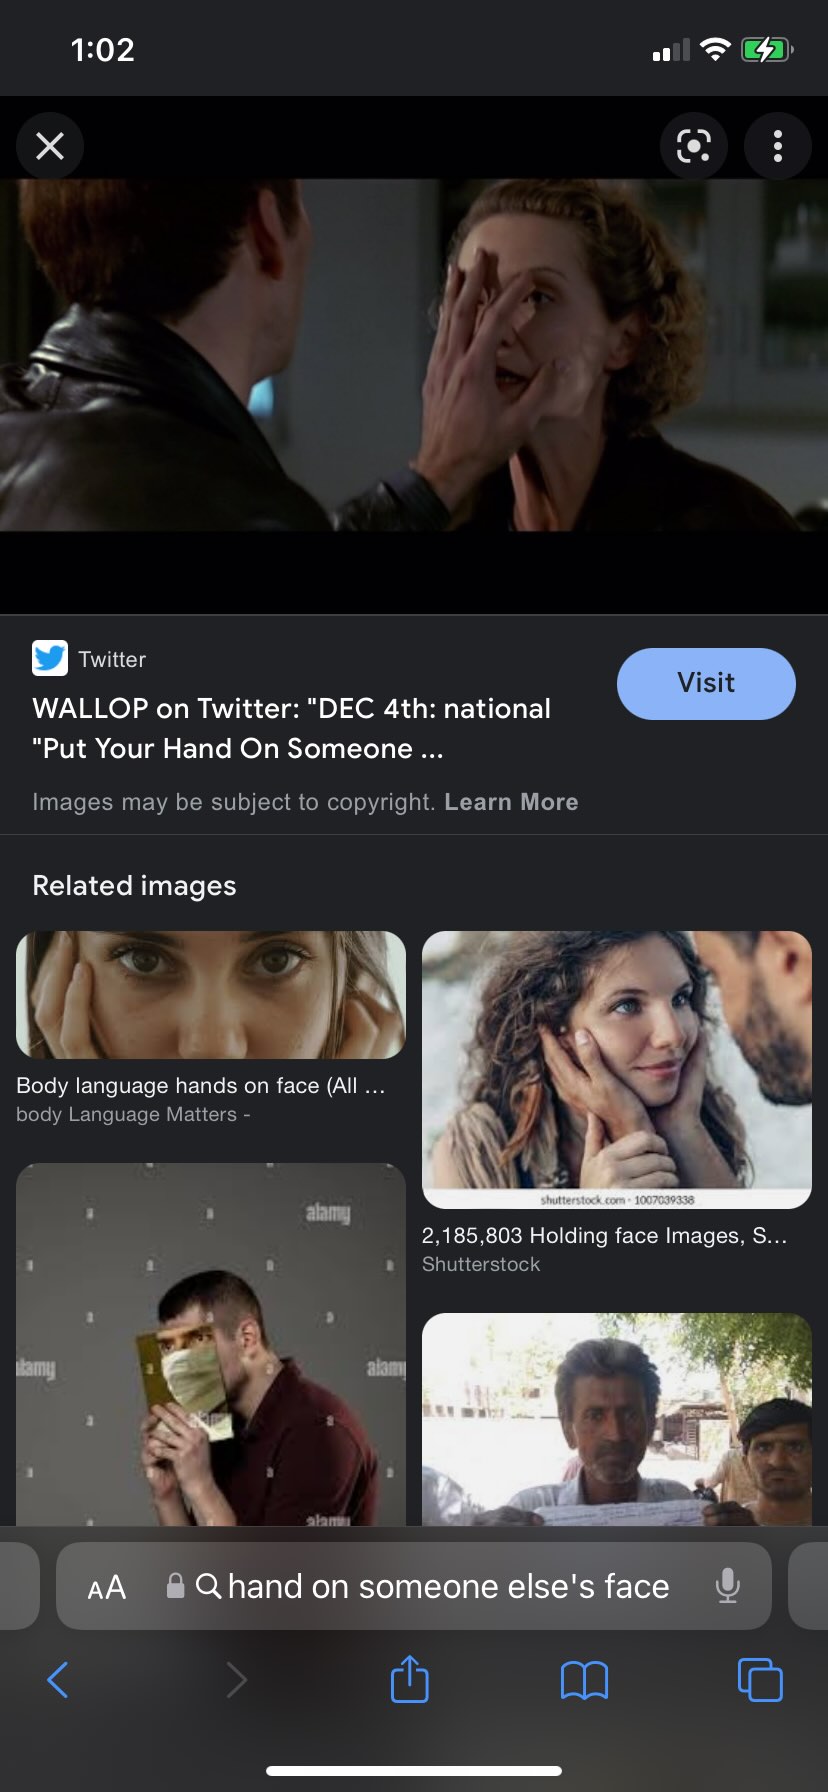 1:02
Twitter
Visit
WALLOP on Twitter: "DEC 4th: national
"Put Your Hand On Someone ...
Images may be subject to copyright. Learn More
Related images
Body language hands on face (All ...
body Language Matters -
shutterstock.com · 1007039338
2,185,803 Holding face Images, S...
Shutterstock
alamy
a a
a a a a
a a
alamy
alamy
a a
alamy
a a a
alamy
AA
hand on someone else's face